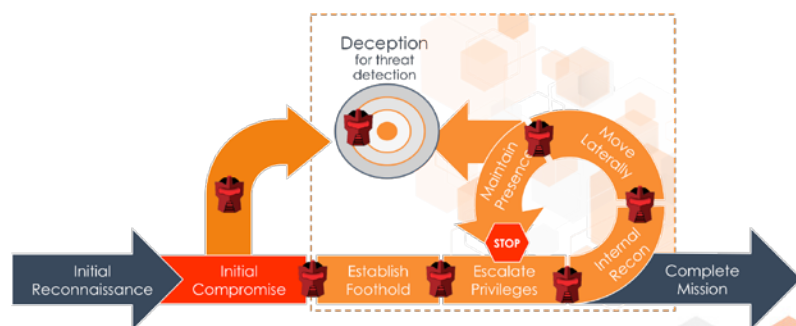 Deception
for threat
detection
Maintain
Presence
Move
Laterally
STOP
Internal
Recon
Initial
Reconnaissance
Initial
Compromise
Establish
Foothold
Escalate
Privileges
Complete
Mission